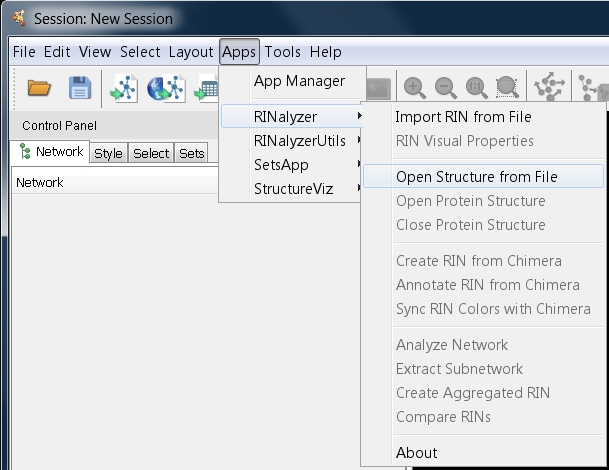 Session: New Session
File Edit View Select Layout Apps Tools Help
App Manager
RINalyzer
RINalyzerUtils
SetsApp
StructureViz
Import RIN from File
RIN Visual Properties
Open Structure from File
Open Protein Structure
Close Protein Structure
Create RIN from Chimera
Annotate RIN from Chimera
Sync RIN Colors with Chimera
Analyze Network
Extract Subnetwork
Create Aggregated RIN
Compare RINs
About
Control Panel
Network Style Select Sets
Network